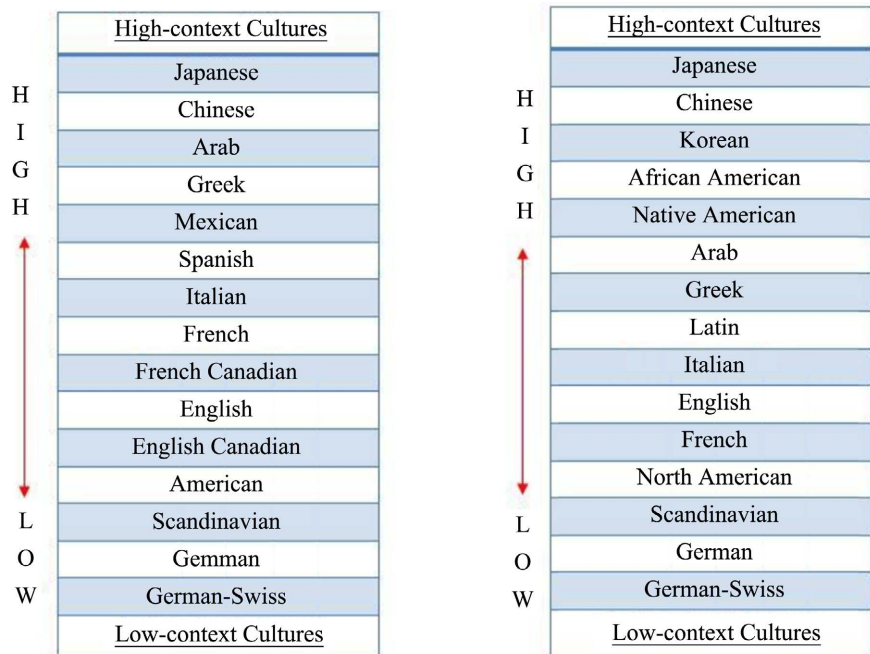 High-context Cultures
Japanese
Chinese
Arab
Greek
Mexican
Spanish
Italian
French
French Canadian
English
English Canadian
American
Scandinavian
Gemman
German-Swiss
Low-context Cultures
H
I
G
H
L
O
W
High-context Cultures
Japanese
Chinese
Korean
African American
Native American
Arab
Greek
Latin
Italian
English
French
North American
Scandinavian
German
German-Swiss
Low-context Cultures
H
I
G
H
L
O
W